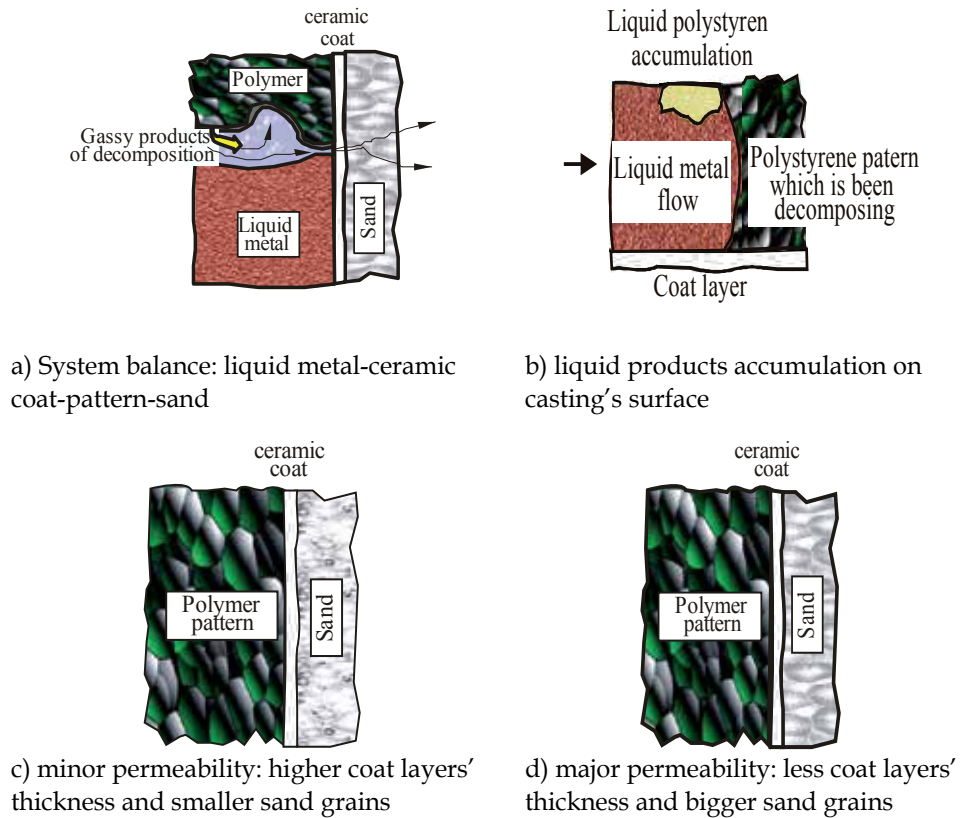 ceramic
coat
Polymer
Gassy products
of decomposition
Liquid
metal
Sand
a) System balance: liquid metal-ceramic
coat-pattern-sand
Liquid polystyren
accumulation
Liquid metal
flow
Polystyrene patern
which is been
decomposing
Coat layer
b) liquid products accumulation on
casting's surface
ceramic
coat
Polymer
pattern
Sand
c) minor permeability: higher coat layers'
thickness and smaller sand grains
ceramic
coat
Polymer
pattern
Sand
d) major permeability: less coat layers'
thickness and bigger sand grains